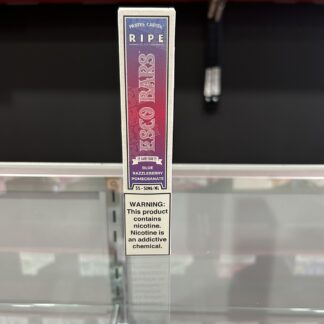 RIPE
ESCO BARS
BLUE
RAZZLEBERRY
POMEGRANATE
WARNING:
This product
contains
nicotine.
Nicotine is
an addictive
chemical.